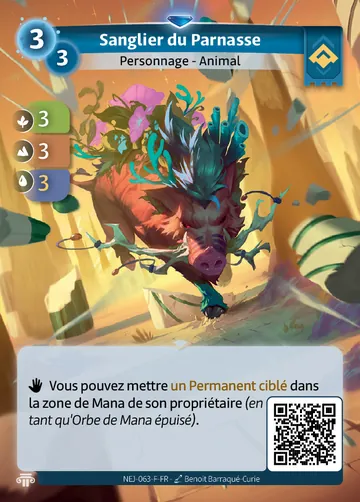 3
Sanglier du Parnasse
3
Personnage - Animal
3
3
3
Vous pouvez mettre un Permanent ciblé dans
la zone de Mana de son propriétaire (en
tant qu'Orbe de Mana épuisé).
NEJ-063-F-FR - Benoit Barraqué-Curie